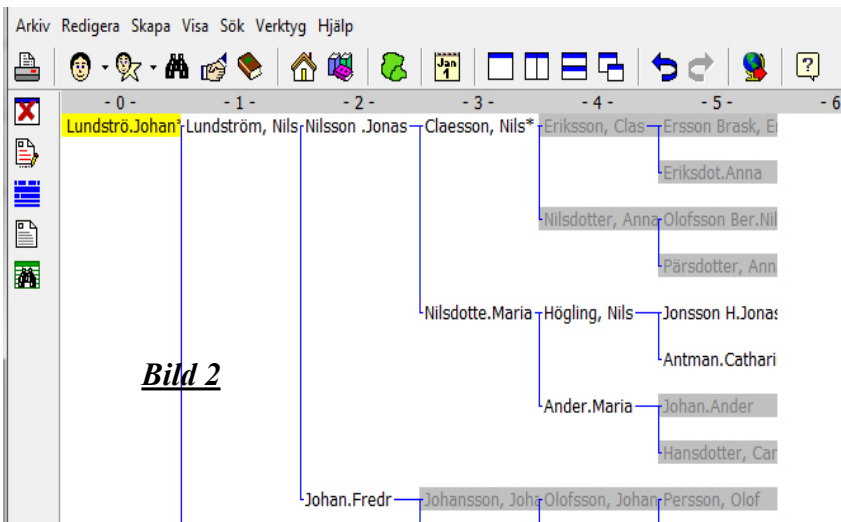 Arkiv Redigera Skapa Visa Sök Verktyg Hjälp
Jan
1
?
- 0 - - 1 - - 2 - - 3 - - 4 - - 5 - - 6
Lundströ.Johan* Lundström, Nils Nilsson .Jonas Claesson, Nils* Eriksson, Clas Ersson Brask, E
Eriksdot.Anna
Nilsdotter, Anna Olofsson Ber.Nil
Pärsdotter, Ann
Nilsdotte.Maria Högling, Nils Jonsson H.Jonas
Bild 2
Antman.Cathari
Ander.Maria Johan.Ander
Hansdotter, Car
Johan.Fredr Johansson, Joha Olofsson, Johan Persson, Olof